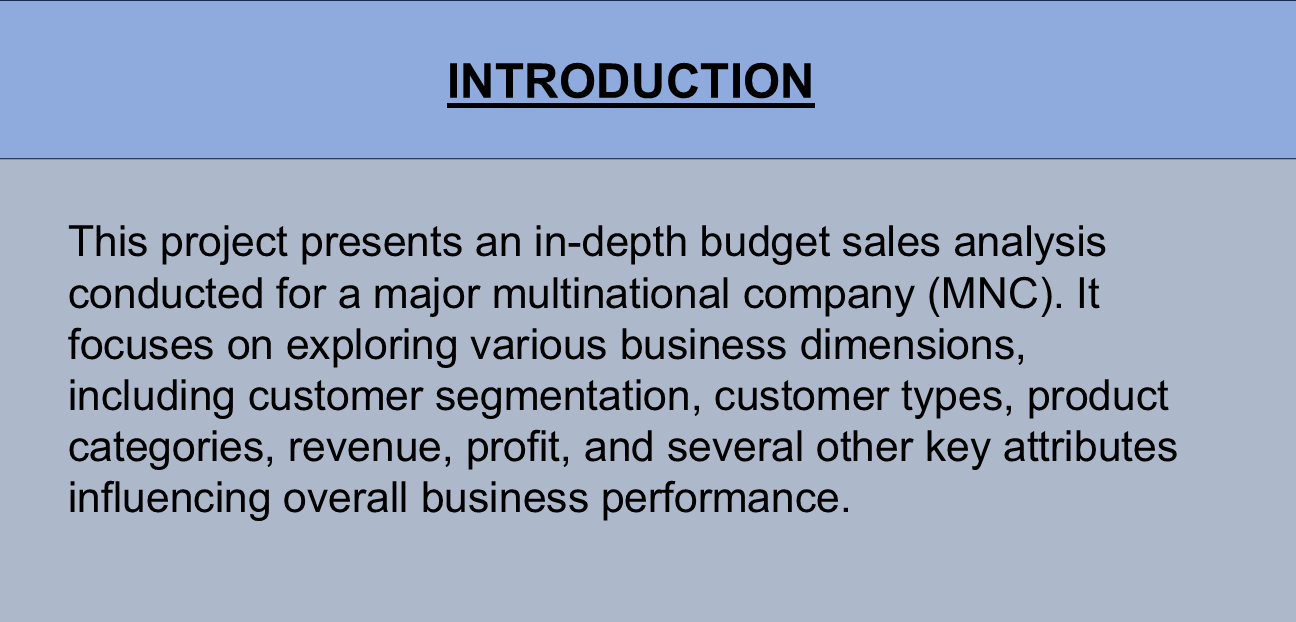 INTRODUCTION
This project presents an in-depth budget sales analysis
conducted for a major multinational company (MNC). It
focuses on exploring various business dimensions,
including customer segmentation, customer types, product
categories, revenue, profit, and several other key attributes
influencing overall business performance.